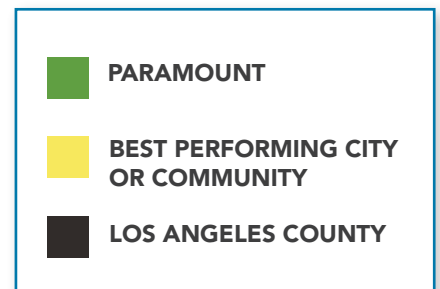 PARAMOUNT
BEST PERFORMING CITY
OR COMMUNITY
LOS ANGELES COUNTY